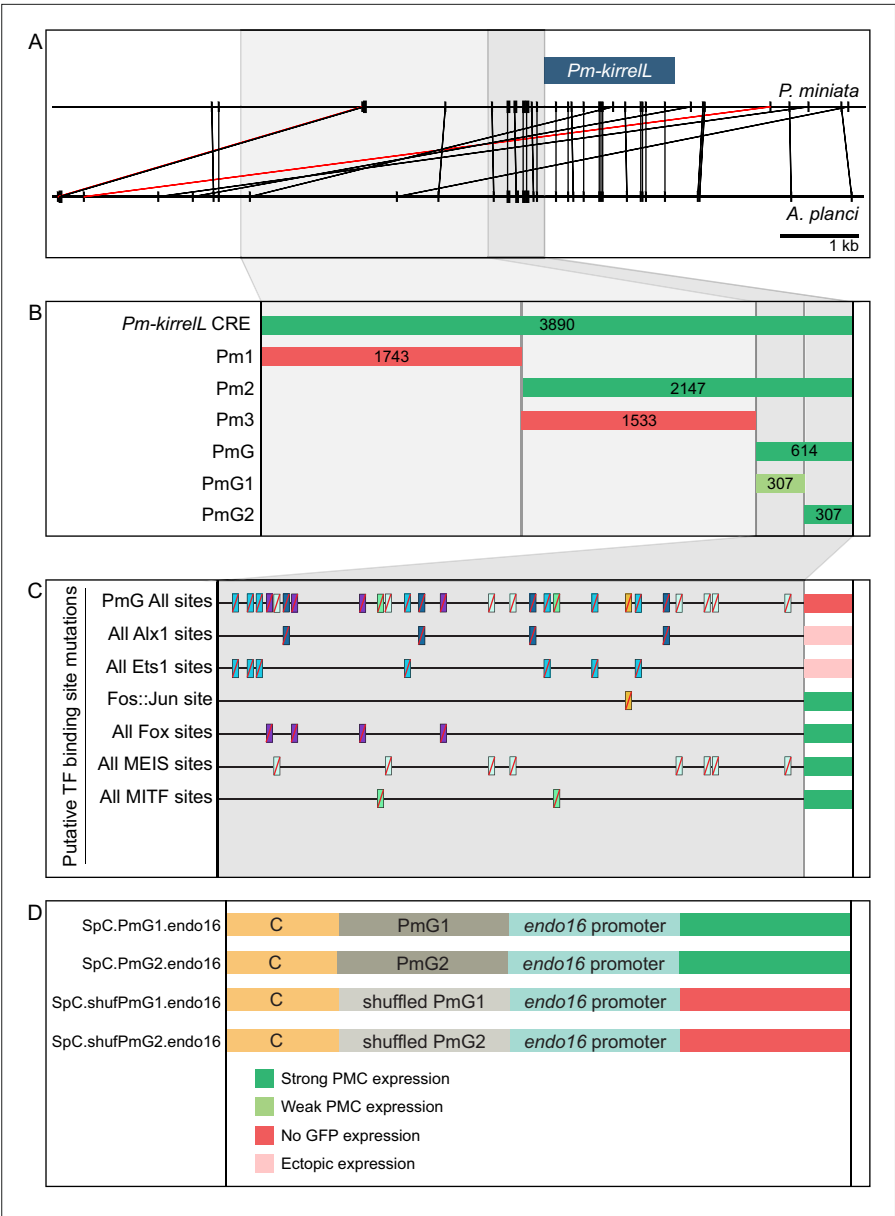 A
Pm-kirrelL
P. miniata
A. planci
1 kb
B
Pm-kirrelL CRE
3890
Pm1
1743
Pm2
2147
Pm3
1533
PmG
614
PmG1
307
PmG2
307
C
Putative TF binding site mutations
PmG All sites
All Alx1 sites
All Ets1 sites
Fos::Jun site
All Fox sites
All MEIS sites
All MITF sites
D
SpC.PmG1.endo16
C
PmG1
endo16 promoter
SpC.PmG2.endo16
C
PmG2
endo16 promoter
SpC.shufPmG1.endo16
C
shuffled PmG1
endo16 promoter
SpC.shufPmG2.endo16
C
shuffled PmG2
endo16 promoter
Strong PMC expression
Weak PMC expression
No GFP expression
Ectopic expression